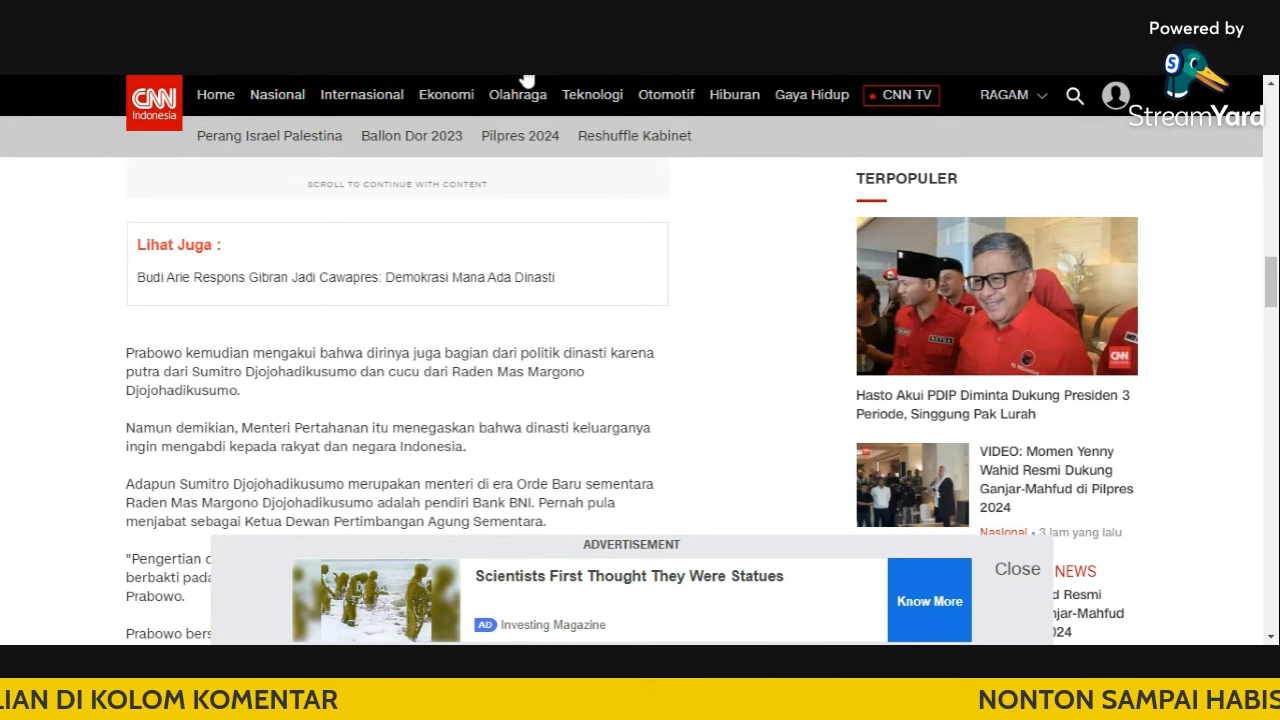 Powered by
StreamYard
CNN
Indonesia
Home Nasional Internasional Ekonomi Olahraga Teknologi Otomotif Hiburan Gaya Hidup CNN TV RAGAM
Perang Israel Palestina Ballon Dor 2023 Pilpres 2024 Reshuffle Kabinet
SCROLL TO CONTINUE WITH CONTENT
Lihat Juga :
Budi Arie Respons Gibran Jadi Cawapres: Demokrasi Mana Ada Dinasti
Prabowo kemudian mengakui bahwa dirinya juga bagian dari politik dinasti karena
putra dari Sumitro Djojohadikusumo dan cucu dari Raden Mas Margono
Djojohadikusumo.
Namun demikian, Menteri Pertahanan itu menegaskan bahwa dinasti keluarganya
ingin mengabdi kepada rakyat dan negara Indonesia.
Adapun Sumitro Djojohadikusumo merupakan menteri di era Orde Baru sementara
Raden Mas Margono Djojohadikusumo adalah pendiri Bank BNI. Pernah pula
menjabat sebagai Ketua Dewan Pertimbangan Agung Sementara.
"Pengertian
berbakti pada
Prabowo.
Prabowo
TERPOPULER
CNN
Hasto Akui PDIP Diminta Dukung Presiden 3
Periode, Singgung Pak Lurah
VIDEO: Momen Yenny
Wahid Resmi Dukung
Ganjar-Mahfud di Pilpres
2024
Nasional • 3 jam yang lalu
NEWS
Resmi
Mahfud
ADVERTISEMENT
Scientists First Thought They Were Statues
AD Investing Magazine
Know More
Close
DI KOLOM KOMENTAR
NONTON SAMPAI HABIS